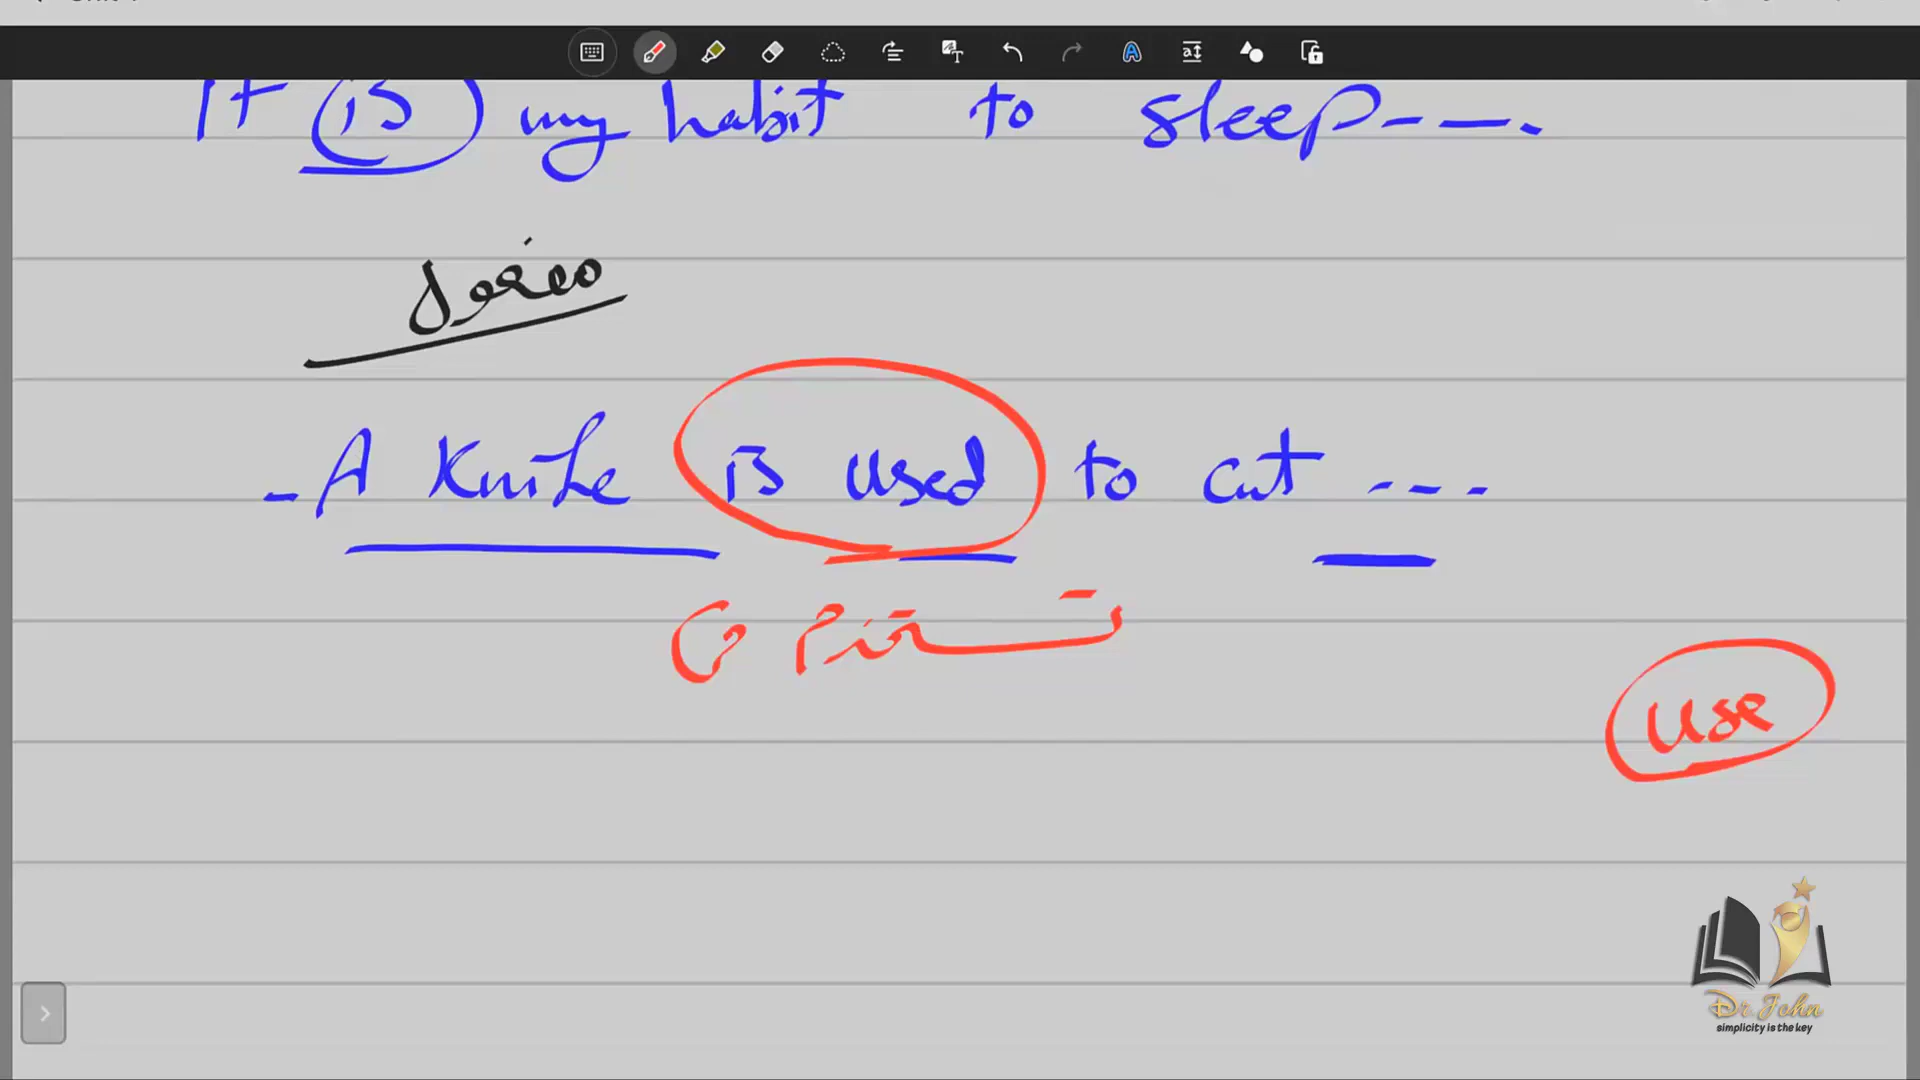 It is my habit to sleep - - - .
مفعول
- A Knife is used to cut - - -
use
Dr. John
simplicity is the key